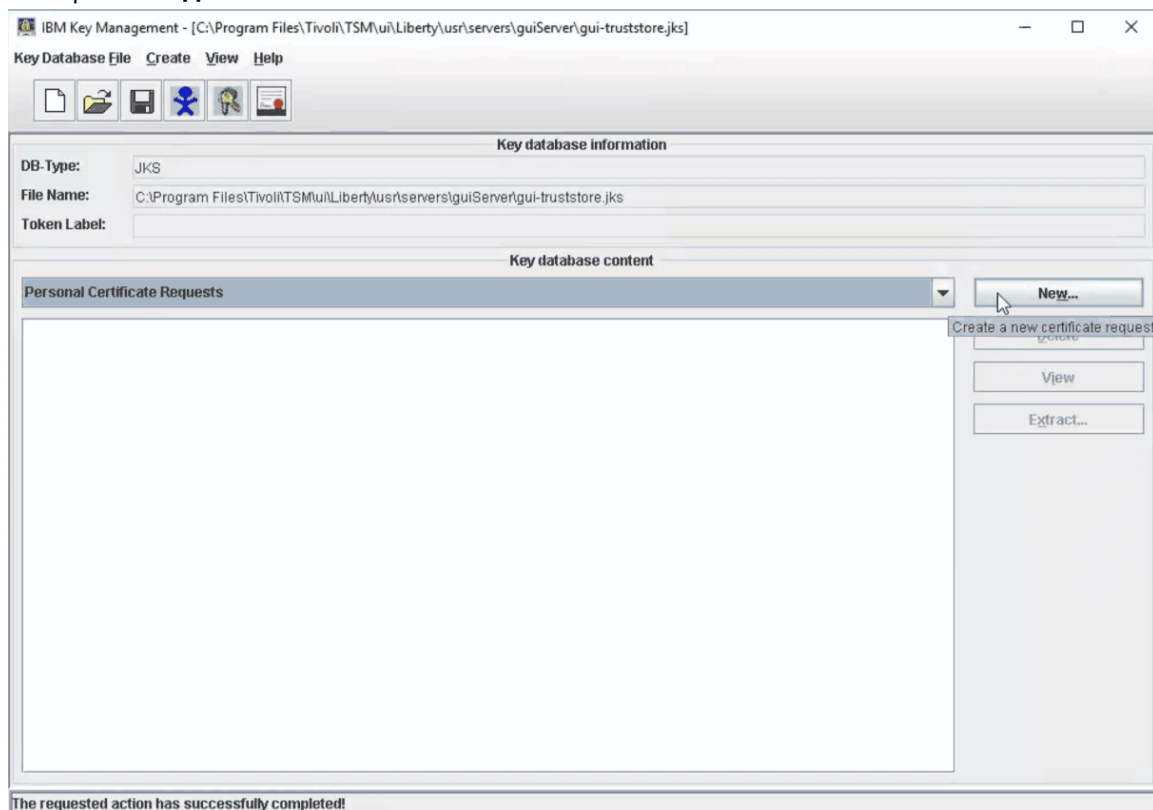 IBM Key Management - [C:\Program Files\Tivoli\TSM\ui\Liberty\usr\servers\guiServer\gui-truststore.jks]
Key Database File Create View Help
Key database information
DB-Type: JKS
File Name: C:\Program Files\Tivoli\TSM\ui\Liberty\usr\servers\guiServer\gui-truststore.jks
Token Label:
Key database content
Personal Certificate Requests
New...
Create a new certificate request
Delete
View
Extract...
The requested action has successfully completed!